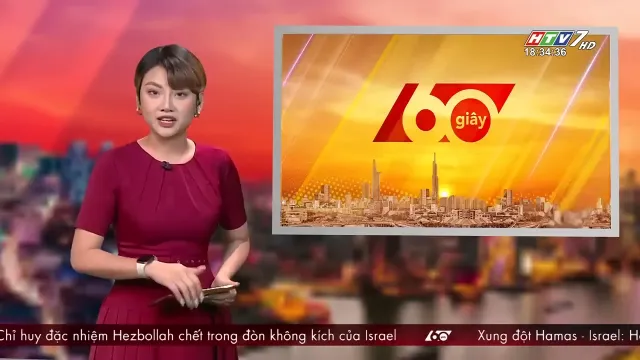 HTV7 HD
18:34:36
60 giây
Chỉ huy đặc nhiệm Hezbollah chết trong đòn không kích của Israel 60 Xung đột Hamas - Israel: H